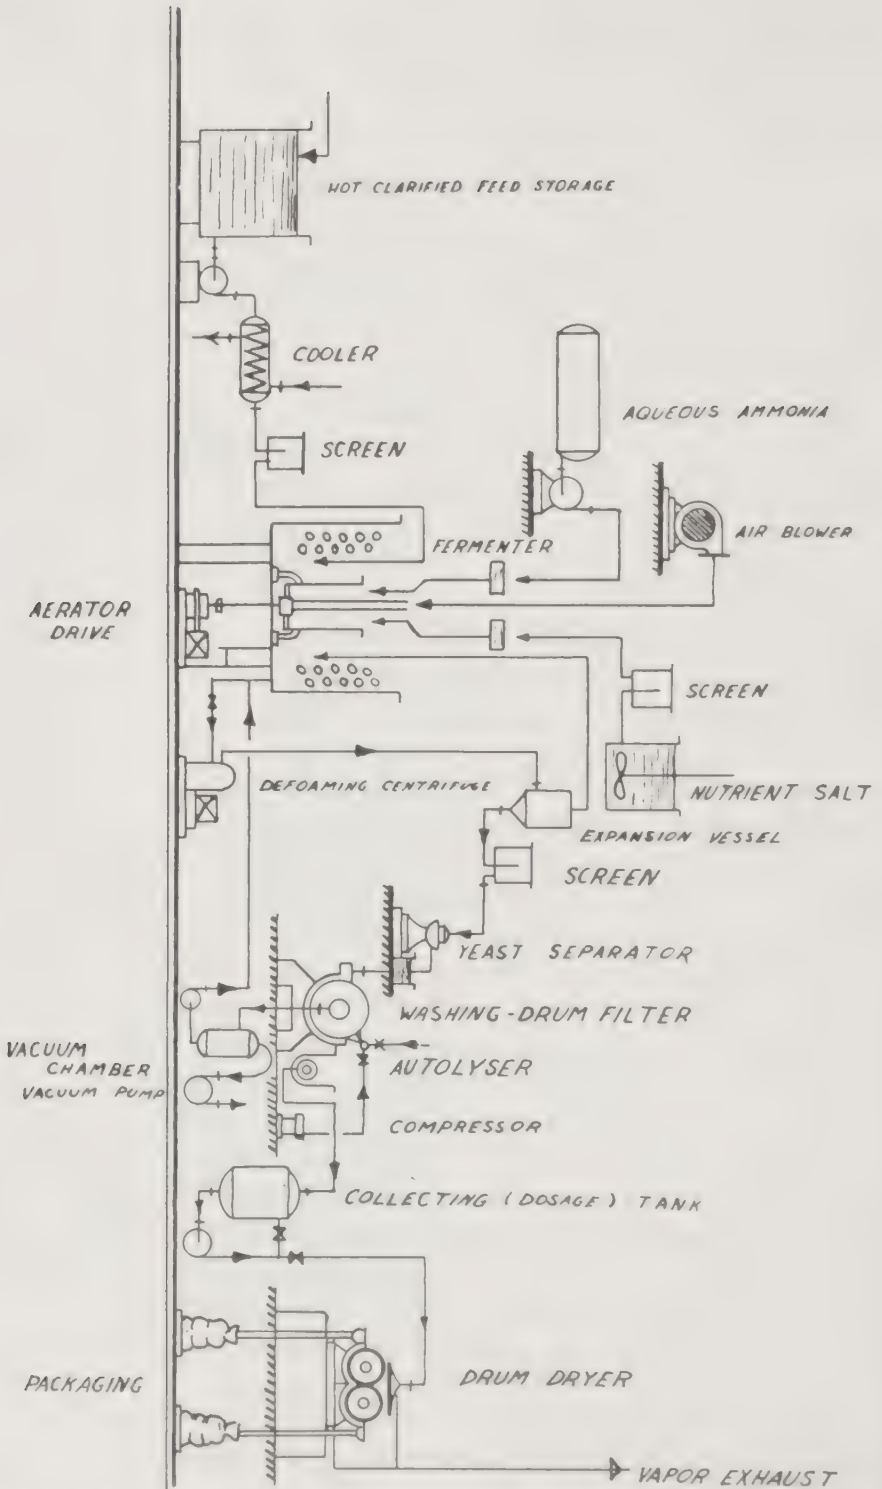 HOT CLARIFIED FEED STORAGE
COOLER
AQUEOUS AMMONIA
SCREEN
AIR BLOWER
FERMENTER
AERATOR
DRIVE
SCREEN
DEFOAMING CENTRIFUGE
NUTRIENT SALT
EXPANSION VESSEL
SCREEN
YEAST SEPARATOR
WASHING-DRUM FILTER
VACUUM
CHAMBER
AUTOLYSER
VACUUM PUMP
COMPRESSOR
COLLECTING (DOSAGE) TANK
DRUM DRYER
PACKAGING
VAPOR EXHAUST